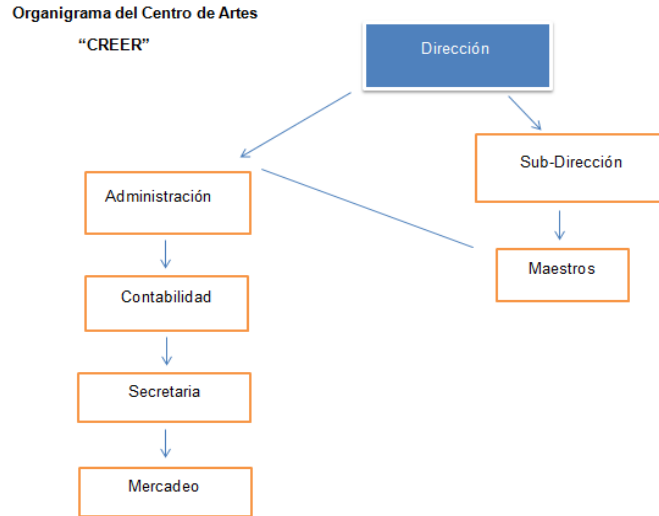 Organigrama del Centro de Artes
“CREER”
Dirección
Sub-Dirección
Administración
Maestros
Contabilidad
Secretaria
Mercadeo